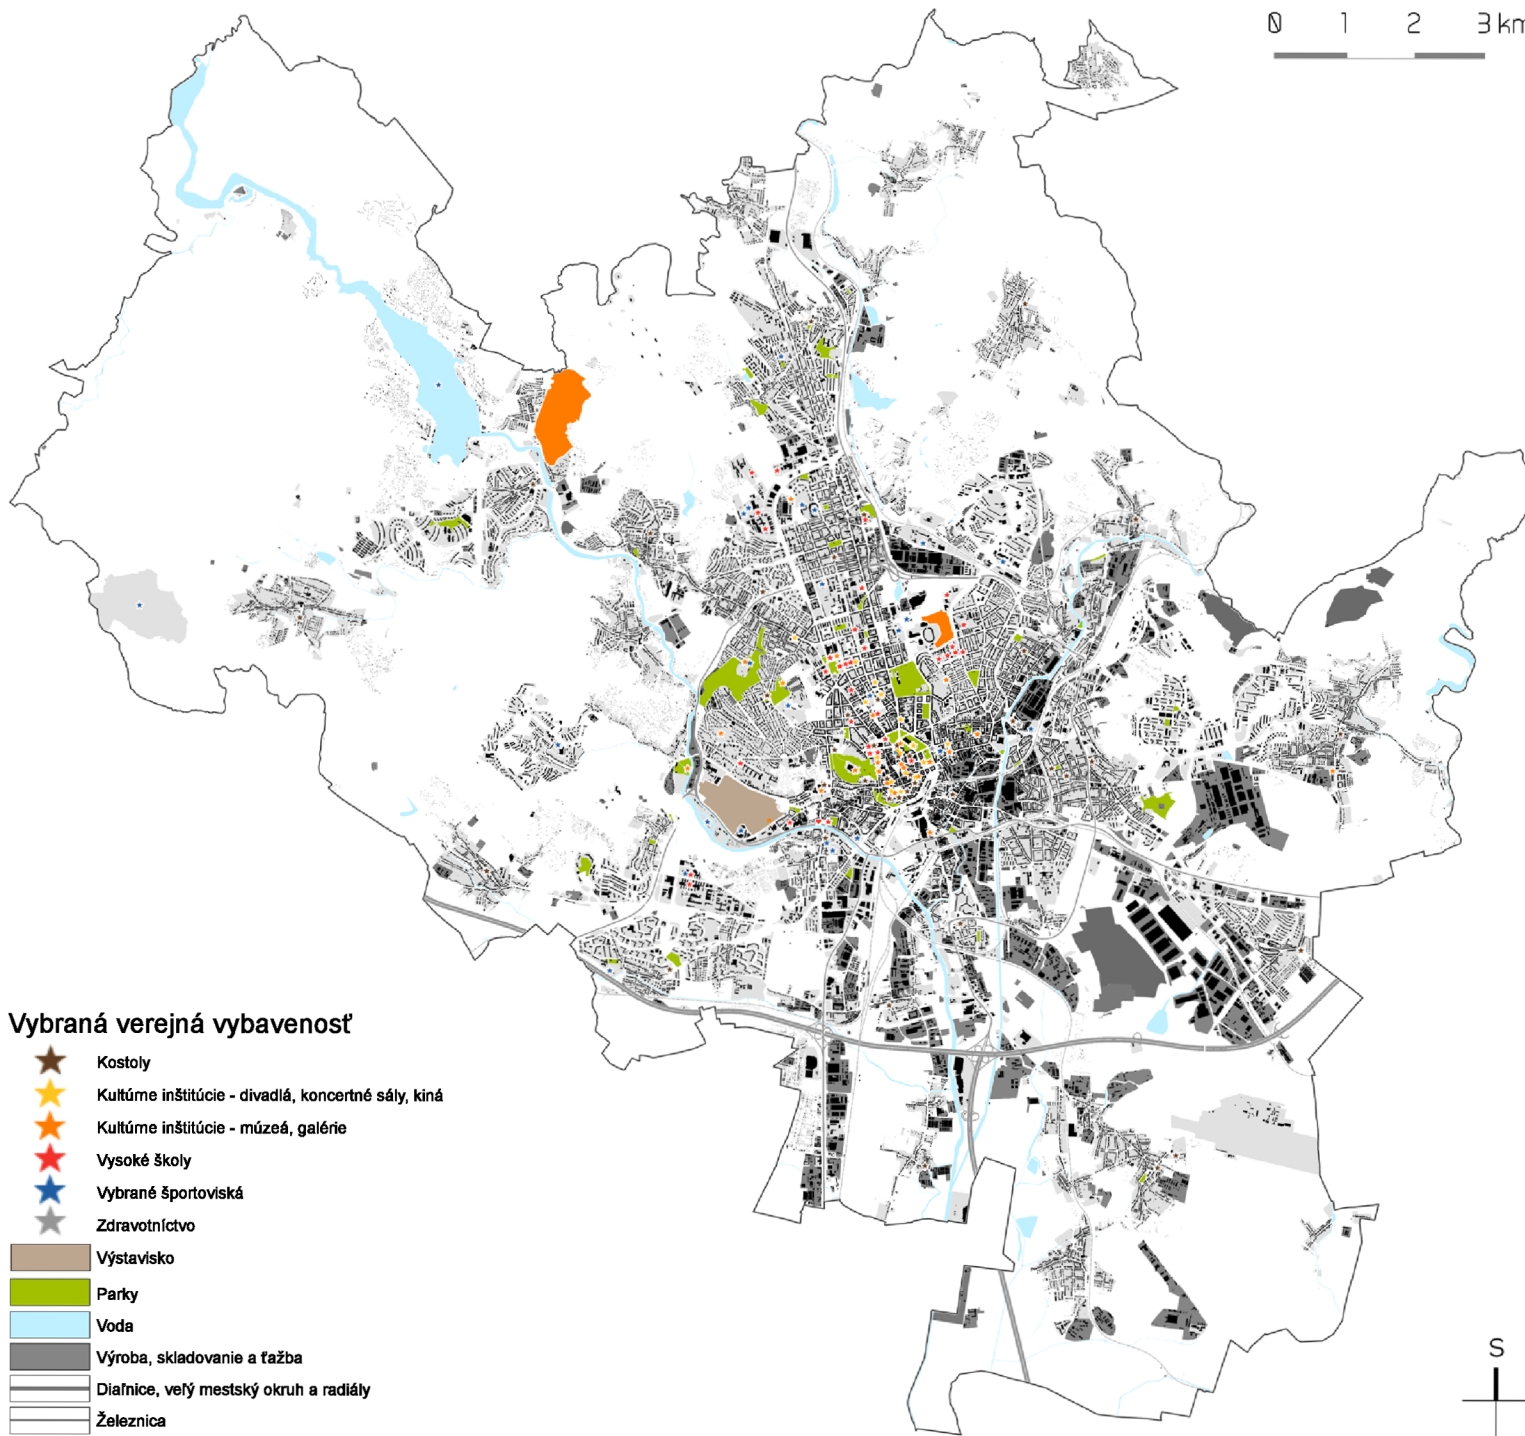 0 1 2 3 km
Vybraná verejná vybavenosť
Kostoly
Kultúrne inštitúcie - divadlá, koncertné sály, kiná
Kultúrne inštitúcie - múzeá, galérie
Vysoké školy
Vybrané športoviská
Zdravotníctvo
Výstavisko
Parky
Voda
Výroba, skladovanie a ťažba
Diaľnice, veľý mestský okruh a radiály
Železnica
S